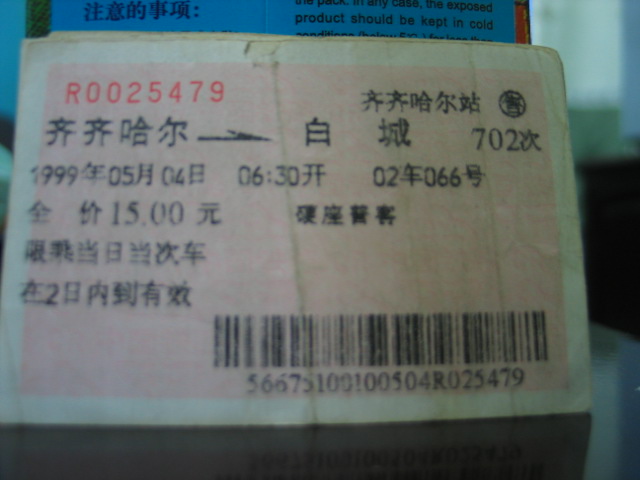 注意的事项:
the pack. In any case, the exposed
product should be kept in cold
R0025479
齐齐哈尔站 售
齐齐哈尔 白 城 702次
1999年05月04日 06:30开 02车066号
全 价15.00 元 硬座普客
限乘当日当次车
在2日内到有效
56675100100504R025479